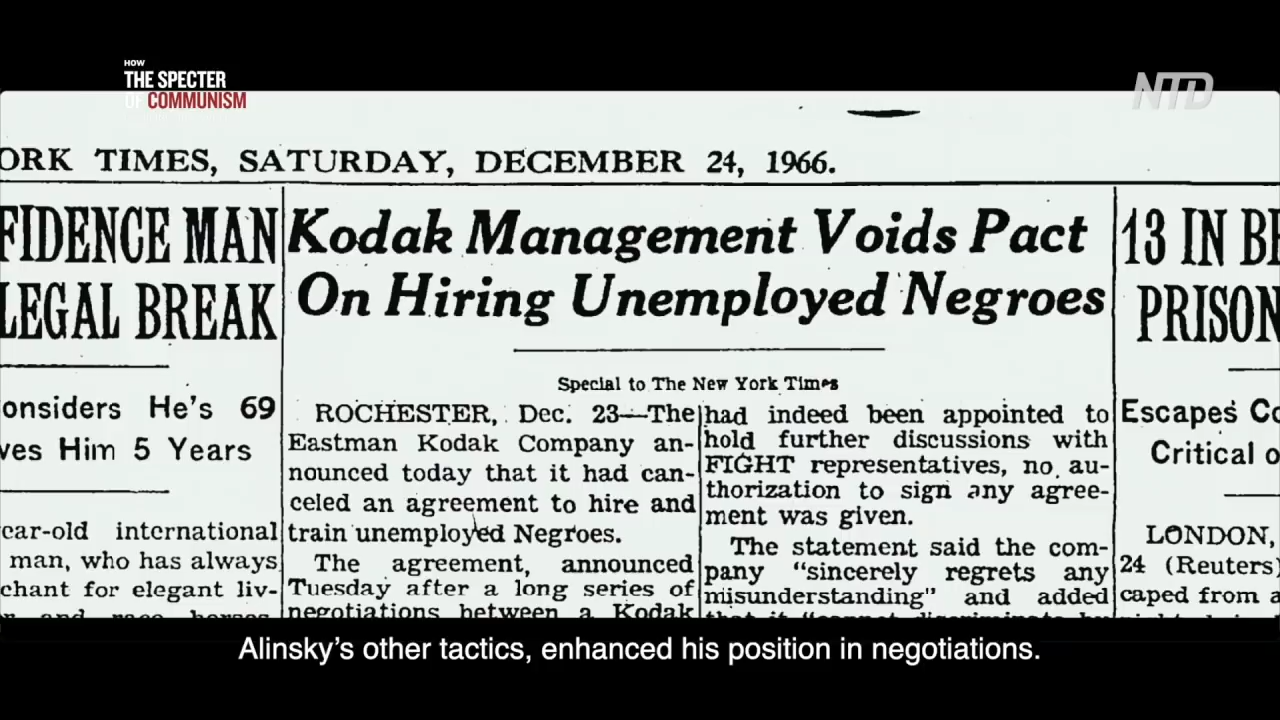 HOW
THE SPECTER
OF COMMUNISM
NTD
ORK TIMES, SATURDAY, DECEMBER 24, 1966.
FIDENCE MAN
LEGAL BREAK
onsiders He's 69
ves Him 5 Years
ear-old international
man, who has always
chant for elegant liv-
Kodak Management Voids Pact
On Hiring Unemployed Negroes
Special to The New York Times
ROCHESTER, Dec. 23—The
Eastman Kodak Company an-
nounced today that it had can-
celed an agreement to hire and
train unemployed Negroes.
The agreement, announced
Tuesday after a long series of
negotiations between a Kodak
had indeed been appointed to
hold further discussions with
FIGHT representatives, no au-
thorization to sign any agree-
ment was given.
The statement said the com-
pany "sincerely regrets any
misunderstanding" and added
13 IN B
PRISON
Escapes Co
Critical o
LONDON,
24 (Reuters)
caped from a
Alinsky's other tactics, enhanced his position in negotiations.